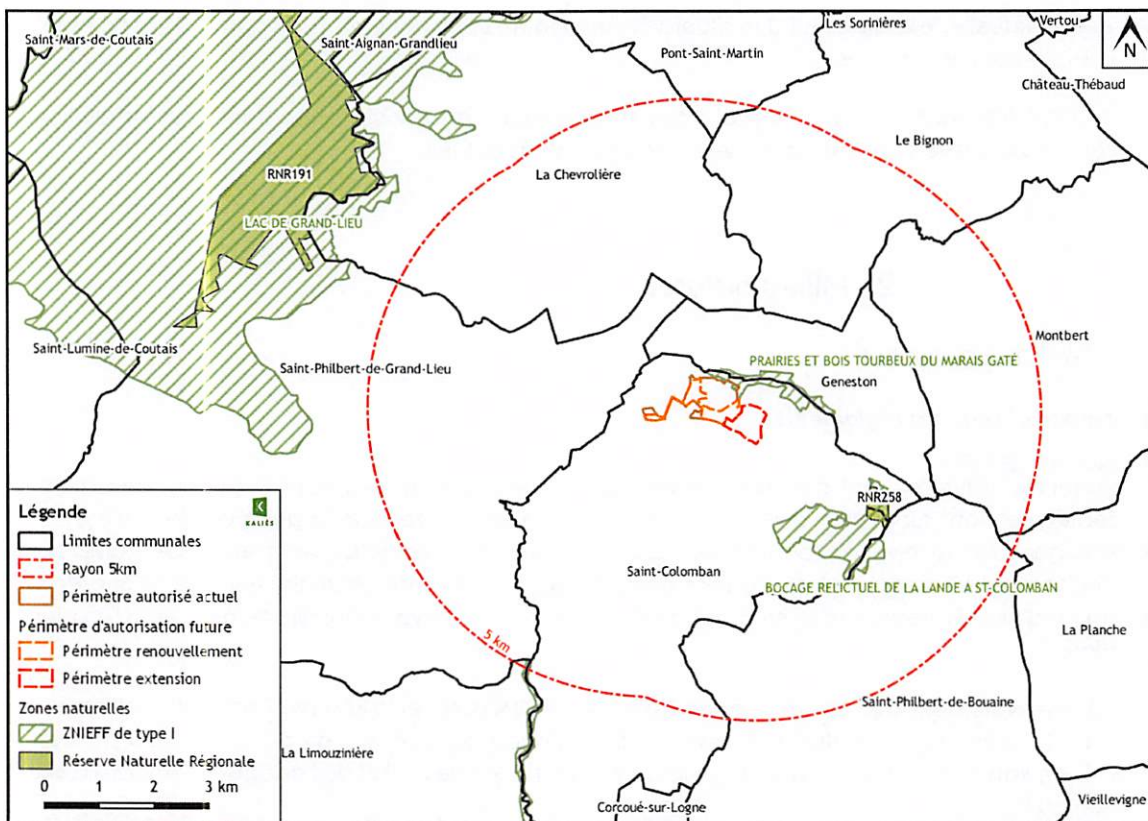 Les Sorinières
Vertou
Saint-Mars-de-Coutais
Saint-Aignan-Grandlieu
Pont-Saint-Martin
N
Château-Thébaud
Le Bignon
RNR191
La Chevrolière
LAC DE GRAND-LIEU
Montbert
Saint-Lumine-de-Coutais
Saint-Philbert-de-Grand-Lieu
PRAIRIES ET BOIS TOURBEUX DU MARAIS GATÉ
Geneston
RNR258
Saint-Colomban
BOCAGE RELICTUEL DE LA LANDE A ST-COLOMBAN
La Planche
5 km
Saint-Philbert-de-Bouaine
La Limouzinière
Vieillevigne
Corcoué-sur-Logne
Légende
KALIÈS
Limites communales
Rayon 5km
Périmètre autorisé actuel
Périmètre d'autorisation future
Périmètre renouvellement
Périmètre extension
Zones naturelles
ZNIEFF de type I
Réserve Naturelle Régionale
0 1 2 3 km